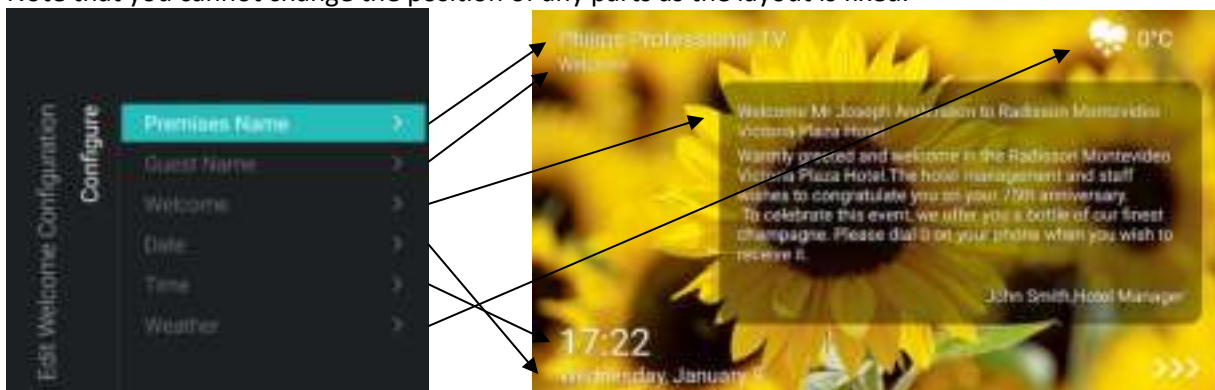 Note that you cannot change the position of any parts as the layout is fixed.
Edit Welcome Configuration
Configure
Premises Name
Guest Name
Welcome
Date
Time
Weather
Philips Professional TV
Welcome
0°C
Welcome Mr Joseph Anderson to Radisson Montevideo
Victoria Plaza Hotel
Warmly greeted and welcome in the Radisson Montevideo
Victoria Plaza Hotel.The hotel management and staff
wishes to congratulate you on your 75th anniversary.
To celebrate this event, we offer you a bottle of our finest
champagne. Please dial 0 on your phone when you wish to
receive it.
John Smith,Hotel Manager
17:22
Wednesday, January 9
>>>